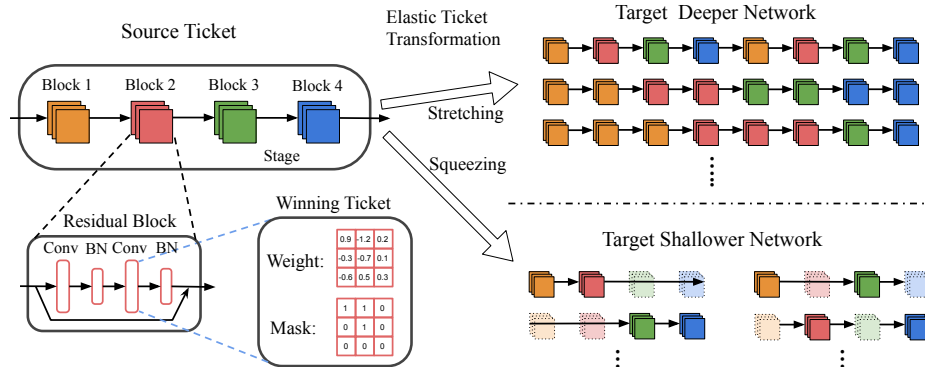 Source Ticket
Block 1 Block 2 Block 3 Block 4
Stage
Elastic Ticket
Transformation
Stretching
Squeezing
Target Deeper Network
Residual Block
Conv BN Conv BN
Winning Ticket
Weight:
0.9 -1.2 0.2
-0.3 -0.7 0.1
-0.6 0.5 0.3
Mask:
1 1 0
0 1 0
0 0 0
Target Shallower Network